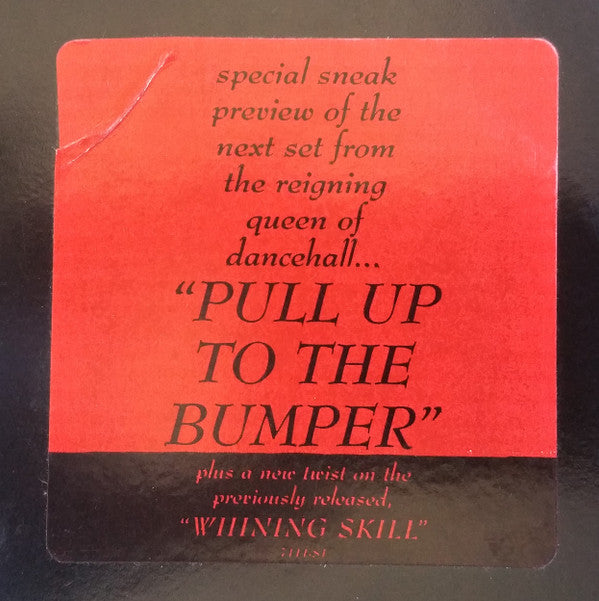 special sneak
preview of the
next set from
the reigning
queen of
dancehall...
“PULL UP
TO THE
BUMPER”
plus a new twist on the
previously released,
“WHINING SKILL”